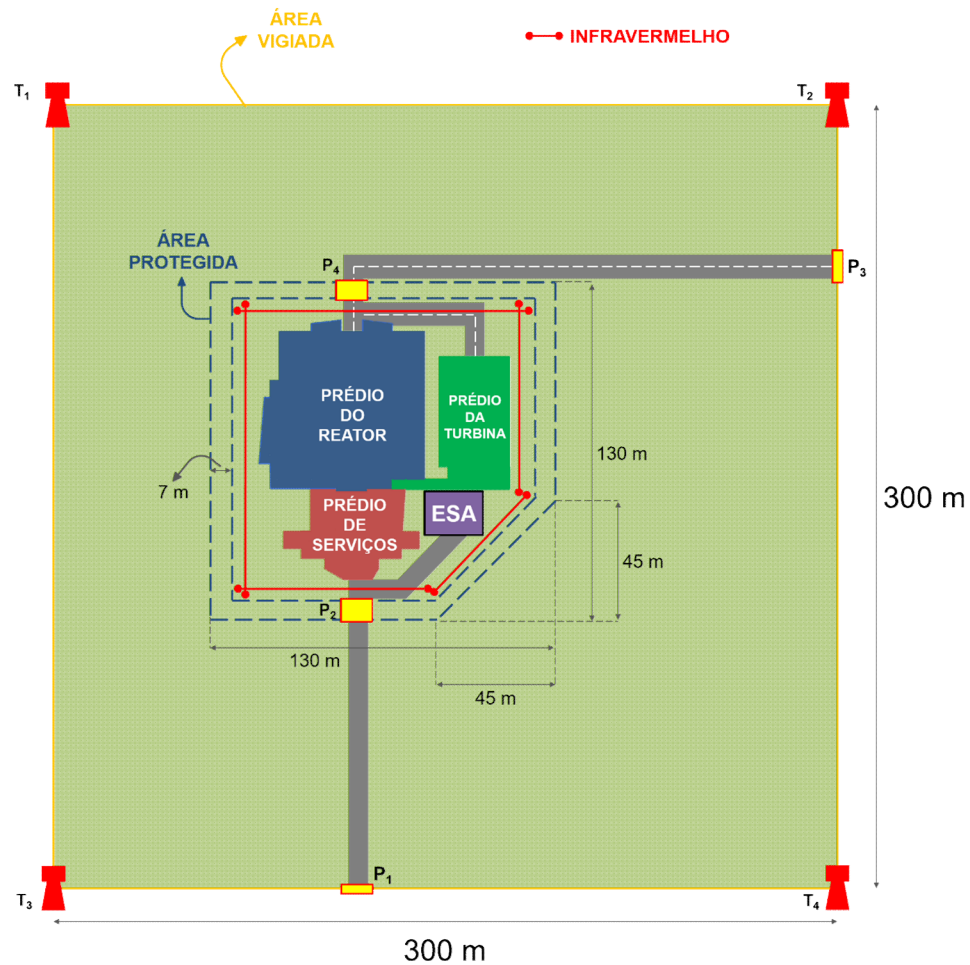 ÁREA
VIGIADA
INFRAVERMELHO
T1
T2
ÁREA
PROTEGIDA
P4
P3
PRÉDIO
DO
REATOR
PRÉDIO
DA
TURBINA
7 m
130 m
300 m
PRÉDIO
DE
SERVIÇOS
ESA
45 m
P2
130 m
45 m
P1
T3
T4
300 m